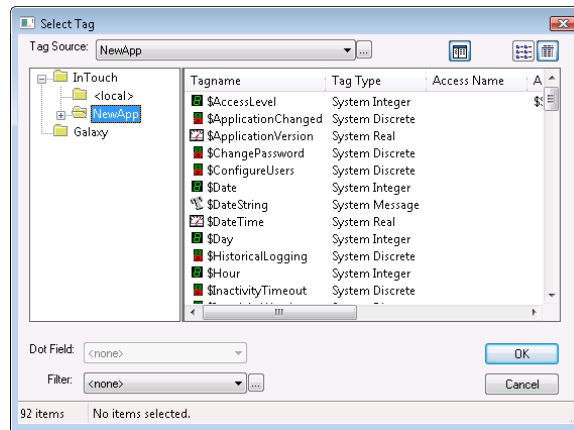 Select Tag
Tag Source: NewApp ...
InTouch
<local>
NewApp
Galaxy
Tagname Tag Type Access Name A
$AccessLevel System Integer $S
$ApplicationChanged System Discrete
$ApplicationVersion System Real
$ChangePassword System Discrete
$ConfigureUsers System Discrete
$Date System Integer
$DateString System Message
$DateTime System Real
$Day System Integer
$HistoricalLogging System Discrete
$Hour System Integer
$InactivityTimeout System Discrete
Dot Field: <none>
OK
Filter: <none> ...
Cancel
92 items No items selected.